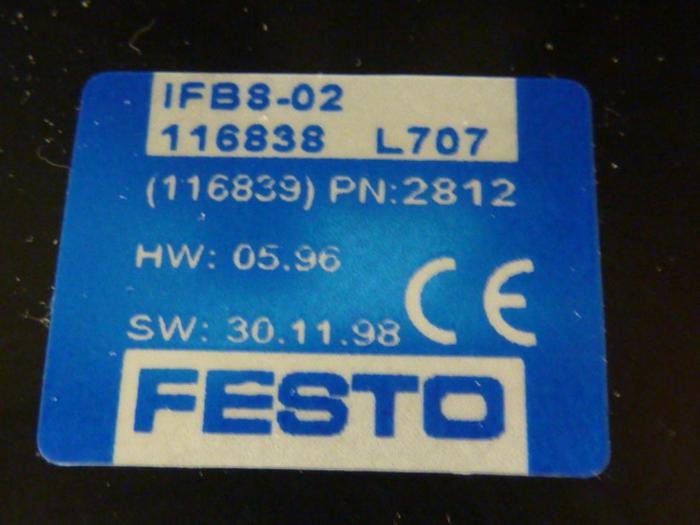 IFB8-02
116838 L707
(116839) PN:2812
HW: 05.96
SW: 30.11.98
CE
FESTO